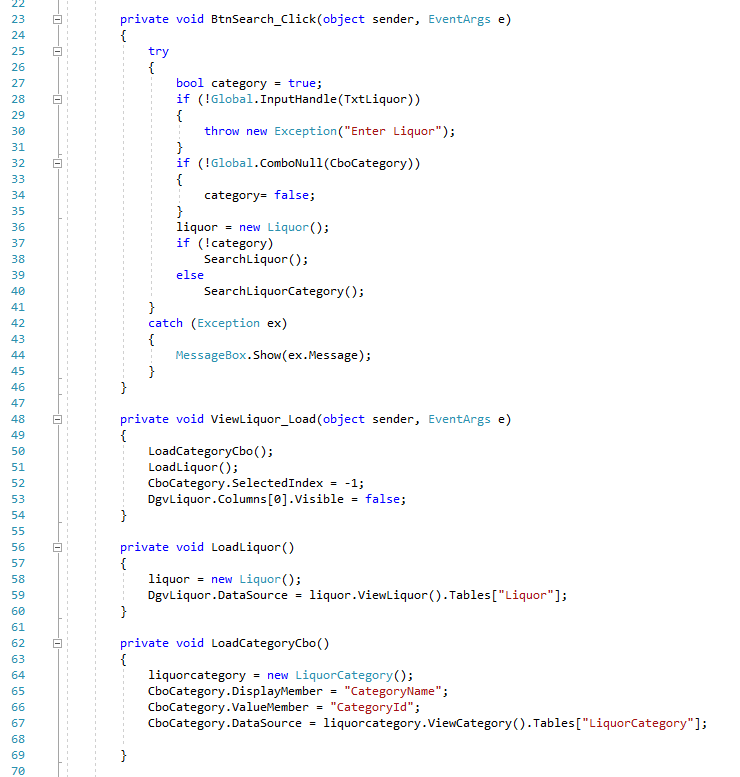 22
23 private void BtnSearch_Click(object sender, EventArgs e)
24 {
25 try
26 {
27 bool category = true;
28 if (!Global.InputHandle(TxtLiquor))
29 {
30 throw new Exception("Enter Liquor");
31 }
32 if (!Global.ComboNull(CboCategory))
33 {
34 category= false;
35 }
36 liquor = new Liquor();
37 if (!category)
38 SearchLiquor();
39 else
40 SearchLiquorCategory();
41 }
42 catch (Exception ex)
43 {
44 MessageBox.Show(ex.Message);
45 }
46 }
47
48 private void ViewLiquor_Load(object sender, EventArgs e)
49 {
50 LoadCategoryCbo();
51 LoadLiquor();
52 CboCategory.SelectedIndex = -1;
53 DgvLiquor.Columns[0].Visible = false;
54 }
55
56 private void LoadLiquor()
57 {
58 liquor = new Liquor();
59 DgvLiquor.DataSource = liquor.ViewLiquor().Tables["Liquor"];
60 }
61
62 private void LoadCategoryCbo()
63 {
64 liquorcategory = new LiquorCategory();
65 CboCategory.DisplayMember = "CategoryName";
66 CboCategory.ValueMember = "CategoryId";
67 CboCategory.DataSource = liquorcategory.ViewCategory().Tables["LiquorCategory"];
68
69 }
70